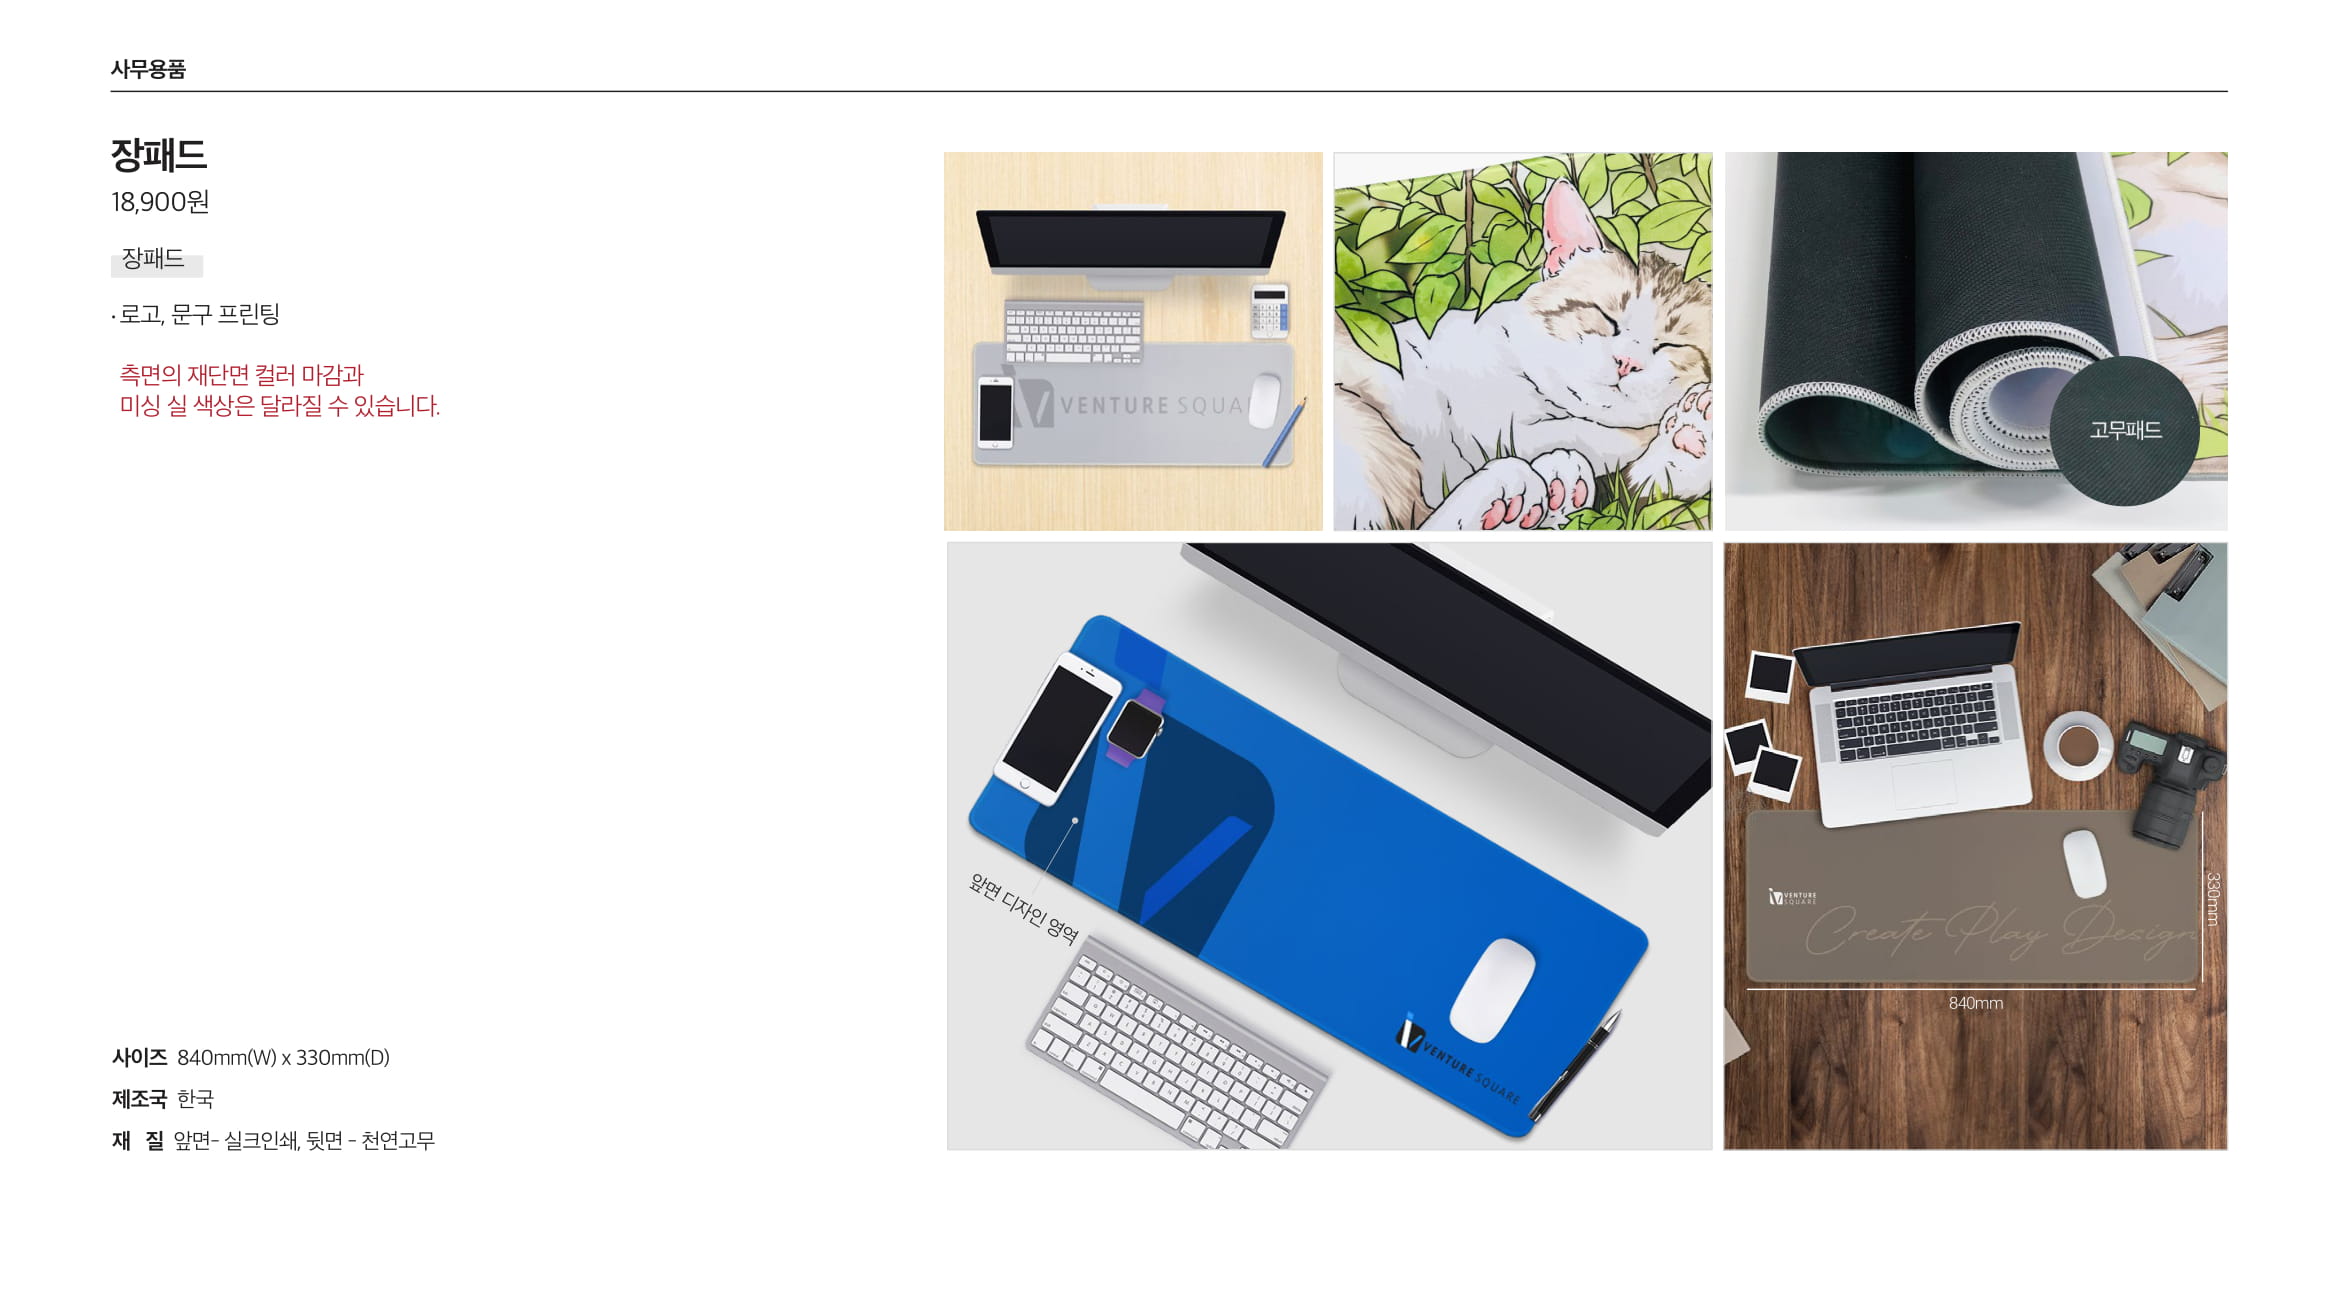 사무용품
장패드
18,900원
장패드
· 로고, 문구 프린팅
측면의 재단면 컬러 마감과
미싱 실 색상은 달라질 수 있습니다.
사이즈 840mm(W) x 330mm(D)
제조국 한국
재 질 앞면- 실크인쇄, 뒷면 - 천연고무
VENTURE SQUA
고무패드
앞면 디자인 영역
VENTURE SQUARE
VENTURE
SQUARE
Create Play Design
330mm
840mm